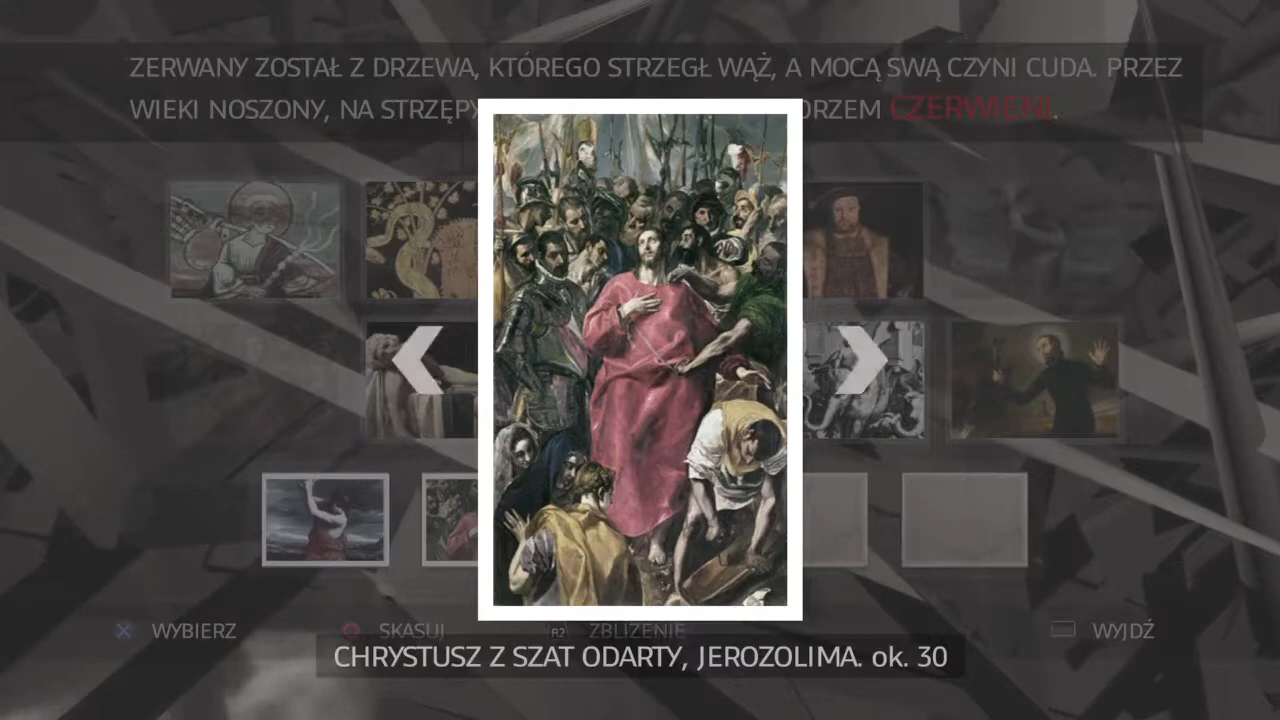 ZERWANY ZOSTAŁ Z DRZEWA, KTÓREGO STRZEGŁ WĄŻ, A MOCĄ SWĄ CZYNI CUDA. PRZEZ
WIEKI NOSZONY, NA STRZĘPY ORZEM CZERWIENI.
WYBIERZ SKASUJ R2 ZBLIŻENIE WYJDŹ
CHRYSTUSZ Z SZAT ODARTY, JEROZOLIMA. ok. 30